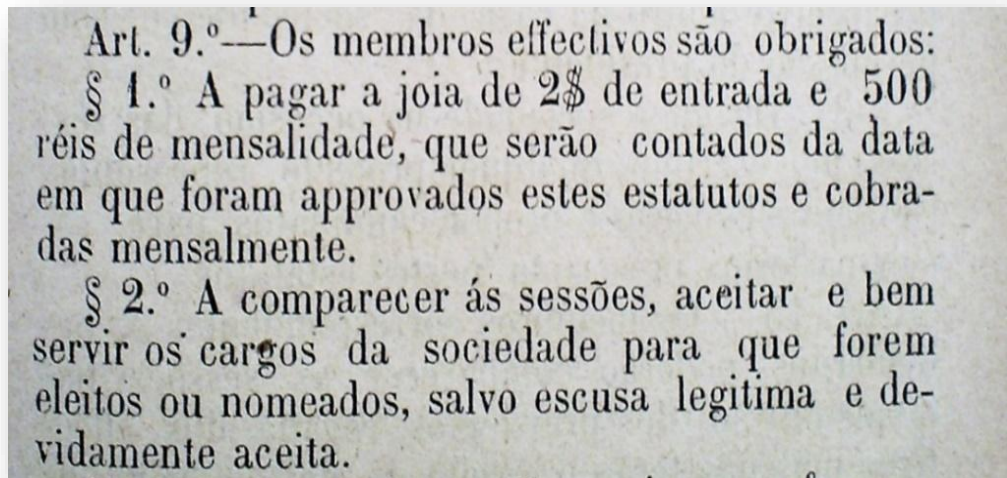 Art. 9.º—Os membros effectivos são obrigados:
§ 1.º A pagar a joia de 2$ de entrada e 500
réis de mensalidade, que serão contados da data
em que foram approvados estes estatutos e cobra-
das mensalmente.
§ 2.º A comparecer ás sessões, aceitar e bem
servir os cargos da sociedade para que forem
eleitos ou nomeados, salvo escusa legitima e de-
vidamente aceita.